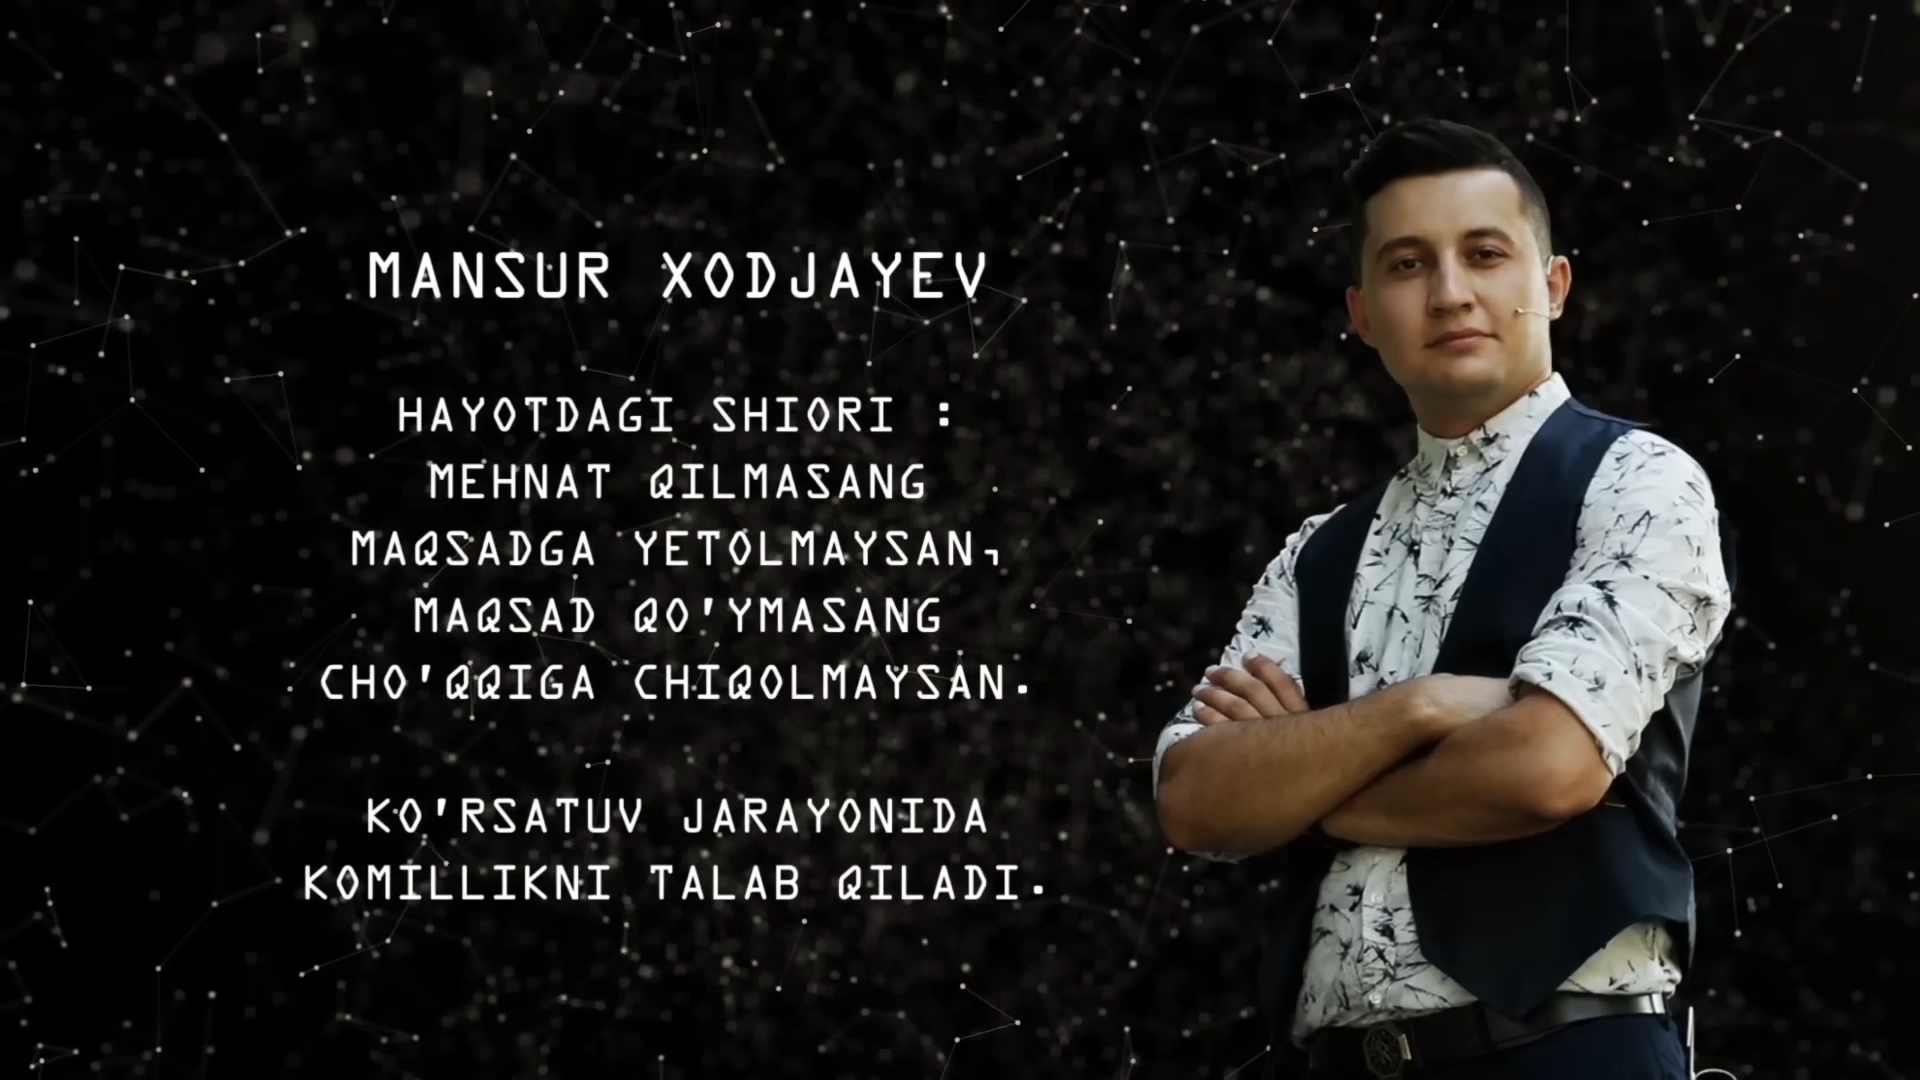 MANSUR XODJAYEV
HAYOTDAGI SHIORI :
MEHNAT QILMASANG
MAQSADGA YETOLMAYSAN,
MAQSAD QO'YMASANG
CHO'QQIGA CHIQOLMAYSAN.
KO'RSATUV JARAYONIDA
KOMILLIKNI TALAB QILADI.